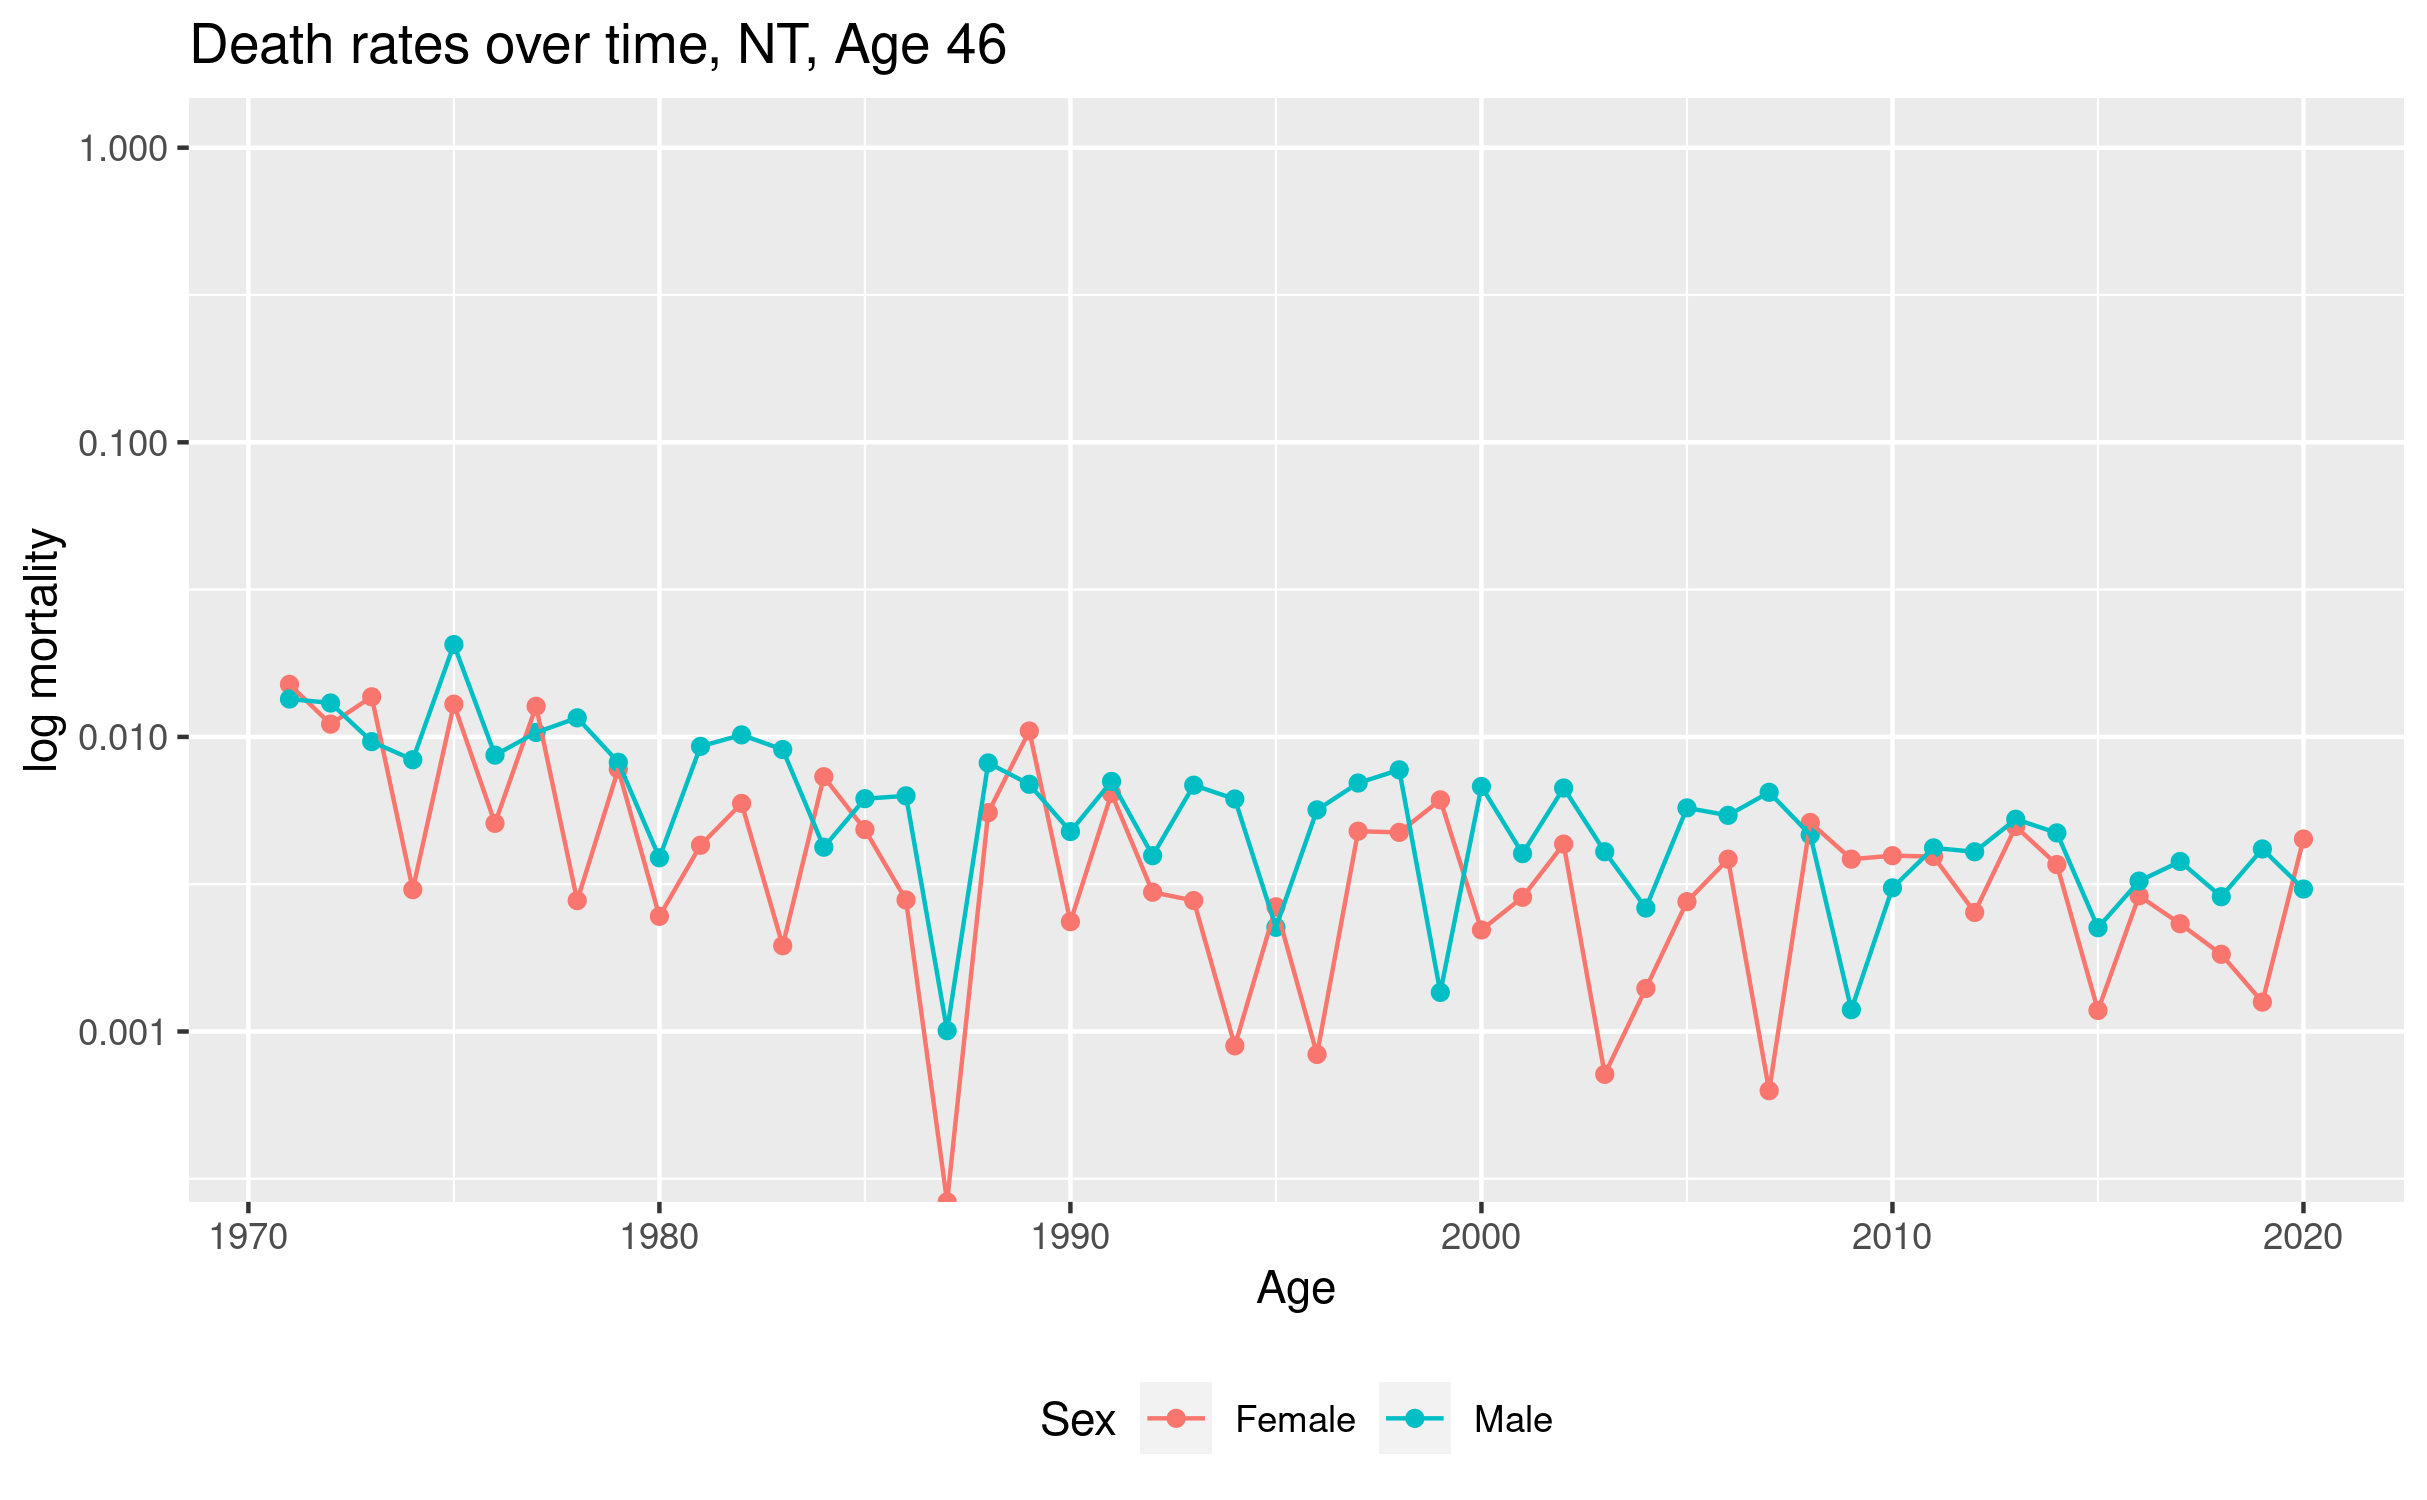 Death rates over time, NT, Age 46
1.000
0.100
0.010
0.001
log mortality
1970 1980 1990 2000 2010 2020
Age
Sex Female Male